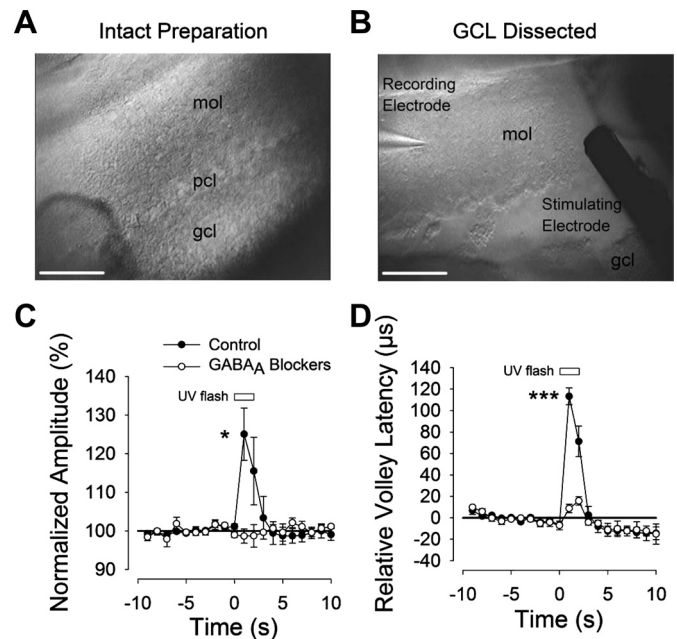 A Intact Preparation
mol
pcl
gcl
B GCL Dissected
Recording
Electrode
mol
Stimulating
Electrode
gcl
C
Control
GABAA Blockers
UV flash
*
Normalized Amplitude (%)
140
130
120
110
100
90
-10 -5 0 5 10
Time (s)
D
UV flash
***
Relative Volley Latency (µs)
140
120
100
80
60
40
20
0
-20
-40
-10 -5 0 5 10
Time (s)